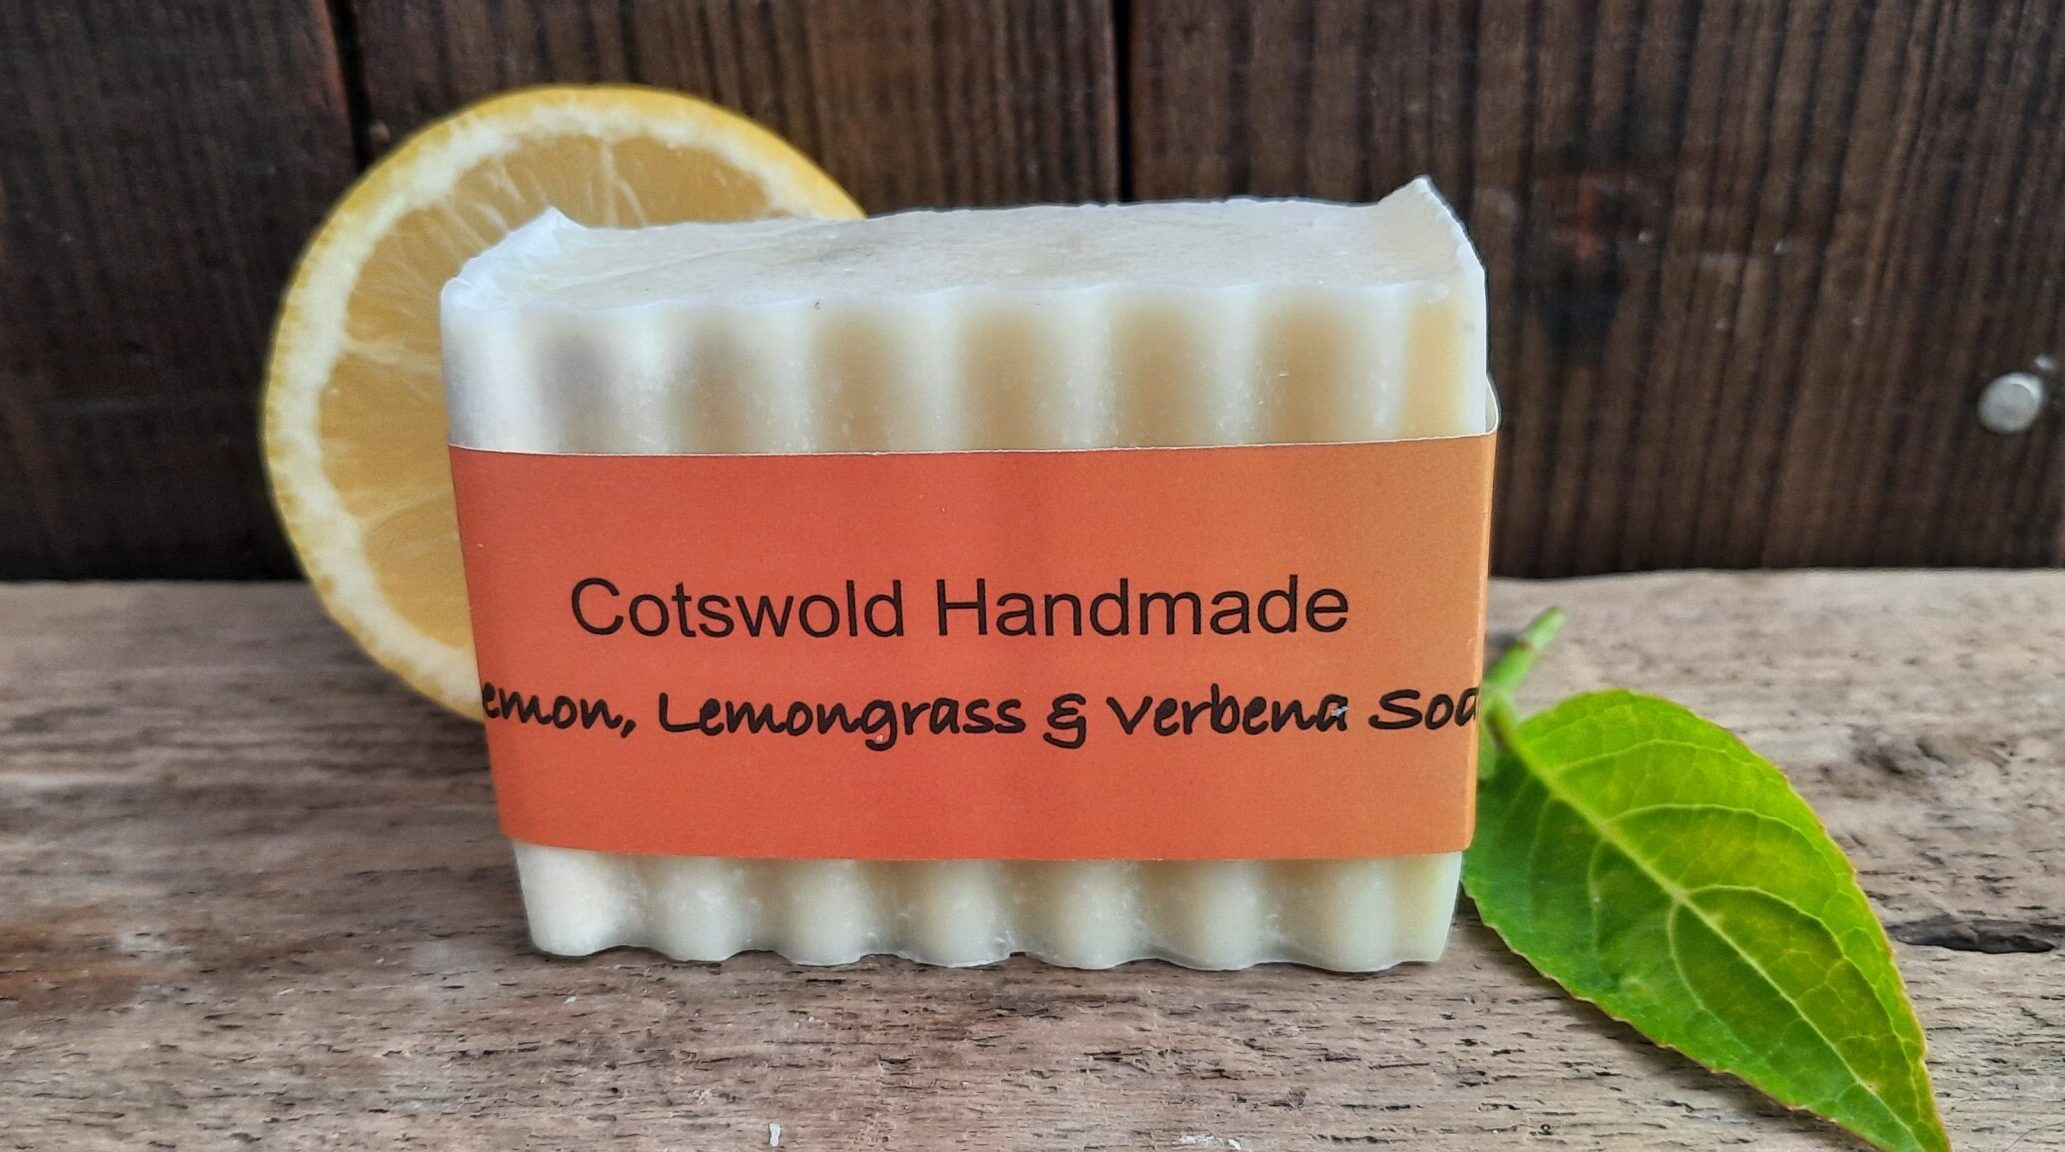 Cotswold Handmade
emon, Lemongrass & Verbena Soa